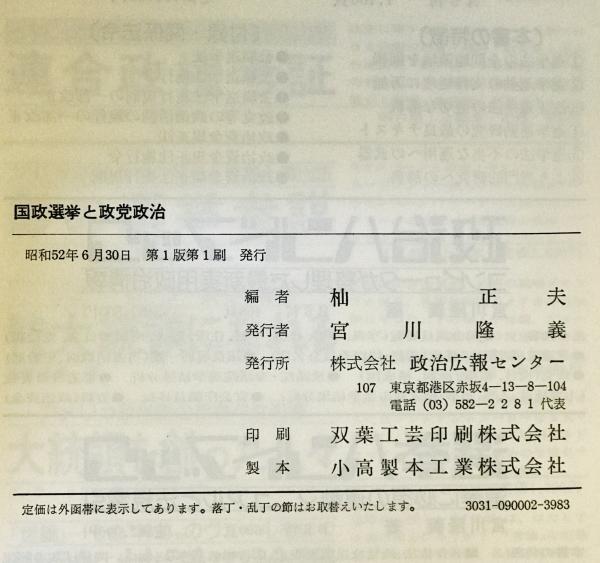 国政選挙と政党政治
昭和52年6月30日 第1版第1刷 発行
編者 杣正夫
発行者 宮川隆義
発行所 株式会社 政治広報センター
107 東京都港区赤坂4—13—8—104
電話 (03) 582—2281 代表
印刷 双葉工芸印刷株式会社
製本 小高製本工業株式会社
定価は外函帯に表示してあります。落丁・乱丁の節はお取替えいたします。 3031-090002-3983